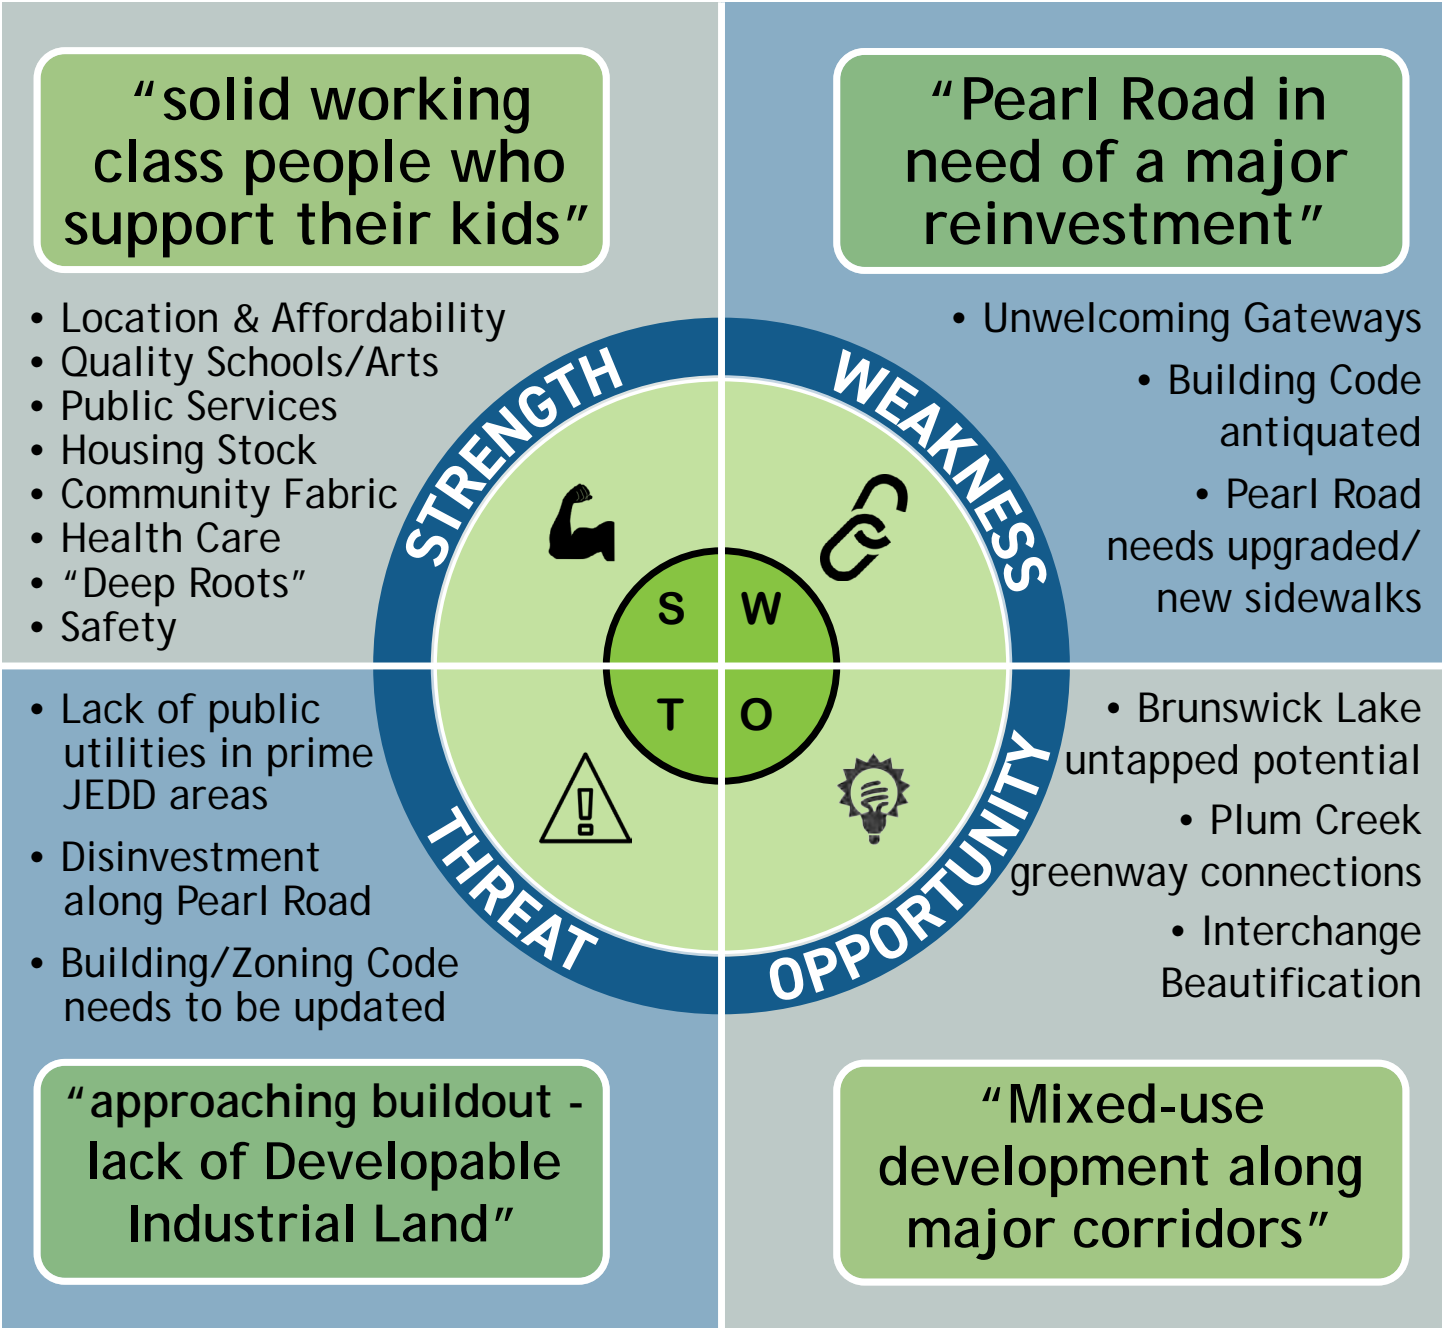 “solid working
class people who
support their kids”
• Location & Affordability
• Quality Schools/Arts
• Public Services
• Housing Stock
• Community Fabric
• Health Care
• “Deep Roots”
• Safety
STRENGTH
“Pearl Road in
need of a major
reinvestment”
• Unwelcoming Gateways
• Building Code
antiquated
• Pearl Road
needs upgraded/
new sidewalks
WEAKNESS
S
W
T
O
• Lack of public
utilities in prime
JEDD areas
• Disinvestment
along Pearl Road
• Building/Zoning Code
needs to be updated
THREAT
“approaching buildout -
lack of Developable
Industrial Land”
• Brunswick Lake
untapped potential
• Plum Creek
greenway connections
• Interchange
Beautification
OPPORTUNITY
“Mixed-use
development along
major corridors”